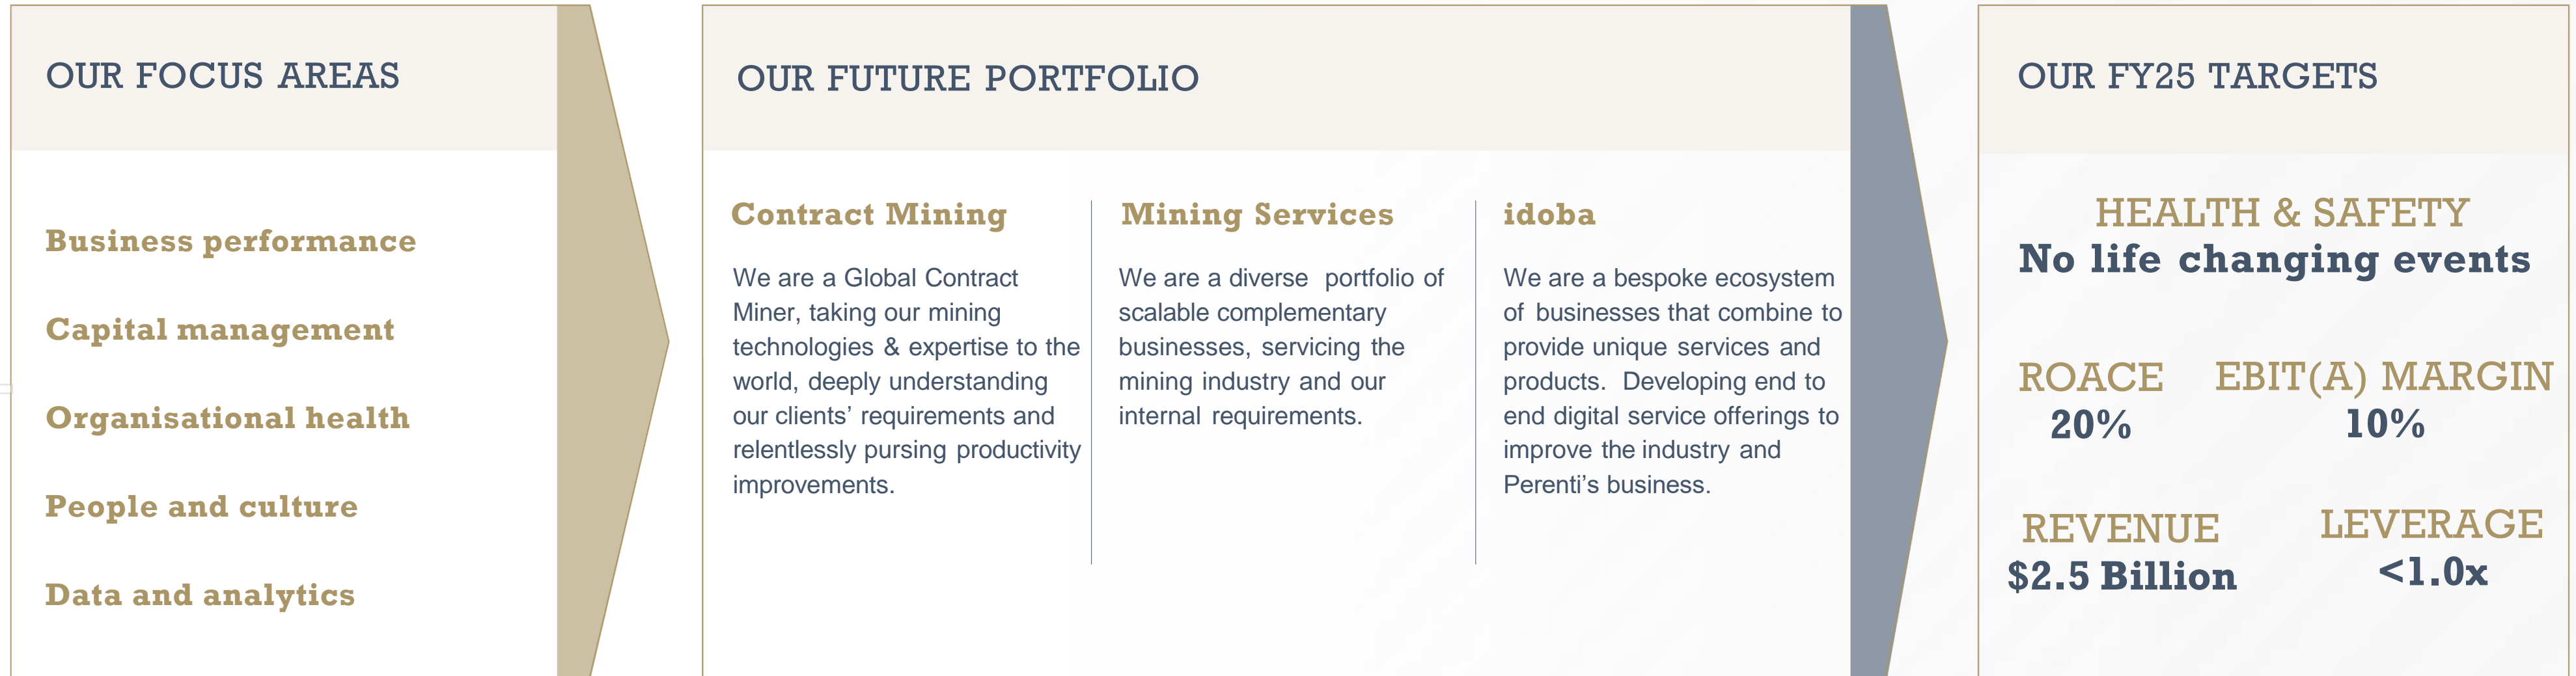 OUR FOCUS AREAS
Business performance
Capital management
Organisational health
People and culture
Data and analytics
OUR FUTURE PORTFOLIO
Contract Mining
We are a Global Contract
Miner, taking our mining
technologies & expertise to the
world, deeply understanding
our clients’ requirements and
relentlessly pursing productivity
improvements.
Mining Services
We are a diverse portfolio of
scalable complementary
businesses, servicing the
mining industry and our
internal requirements.
idoba
We are a bespoke ecosystem
of businesses that combine to
provide unique services and
products. Developing end to
end digital service offerings to
improve the industry and
Perenti’s business.
OUR FY25 TARGETS
HEALTH & SAFETY
No life changing events
ROACE
20%
EBIT(A) MARGIN
10%
REVENUE
$2.5 Billion
LEVERAGE
<1.0x